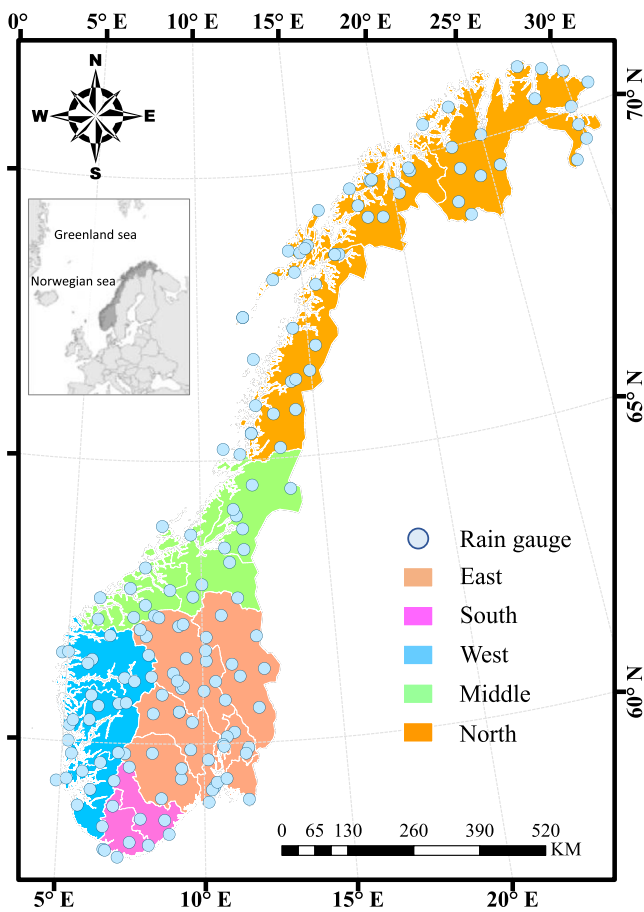 0° 5° E 10° E 15° E 20° E 25° E 30° E
N
W E
S
70° N
Greenland sea
Norwegian sea
65° N
Rain gauge
East
South
60° N
West
Middle
North
0 65 130 260 390 520
KM
5° E 10° E 15° E 20° E